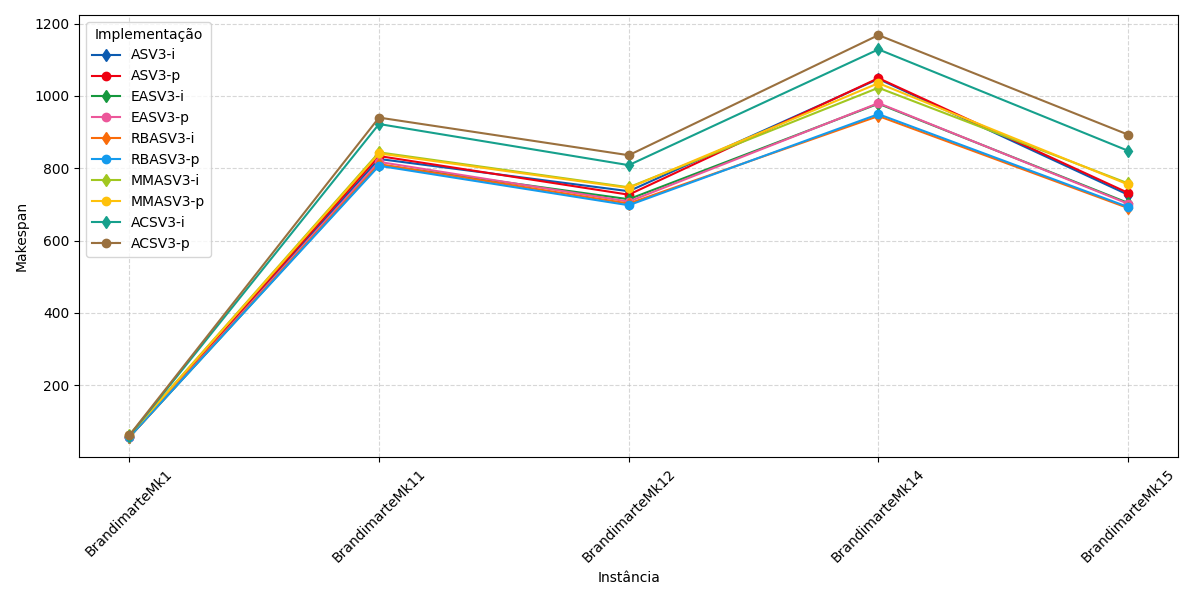 Implementação
ASV3-i
ASV3-p
EASV3-i
EASV3-p
RBASV3-i
RBASV3-p
MMASV3-i
MMASV3-p
ACSV3-i
ACSV3-p
1200
1000
800
600
400
200
Makespan
BrandimarteMk1
BrandimarteMk11
BrandimarteMk12
BrandimarteMk14
BrandimarteMk15
Instância